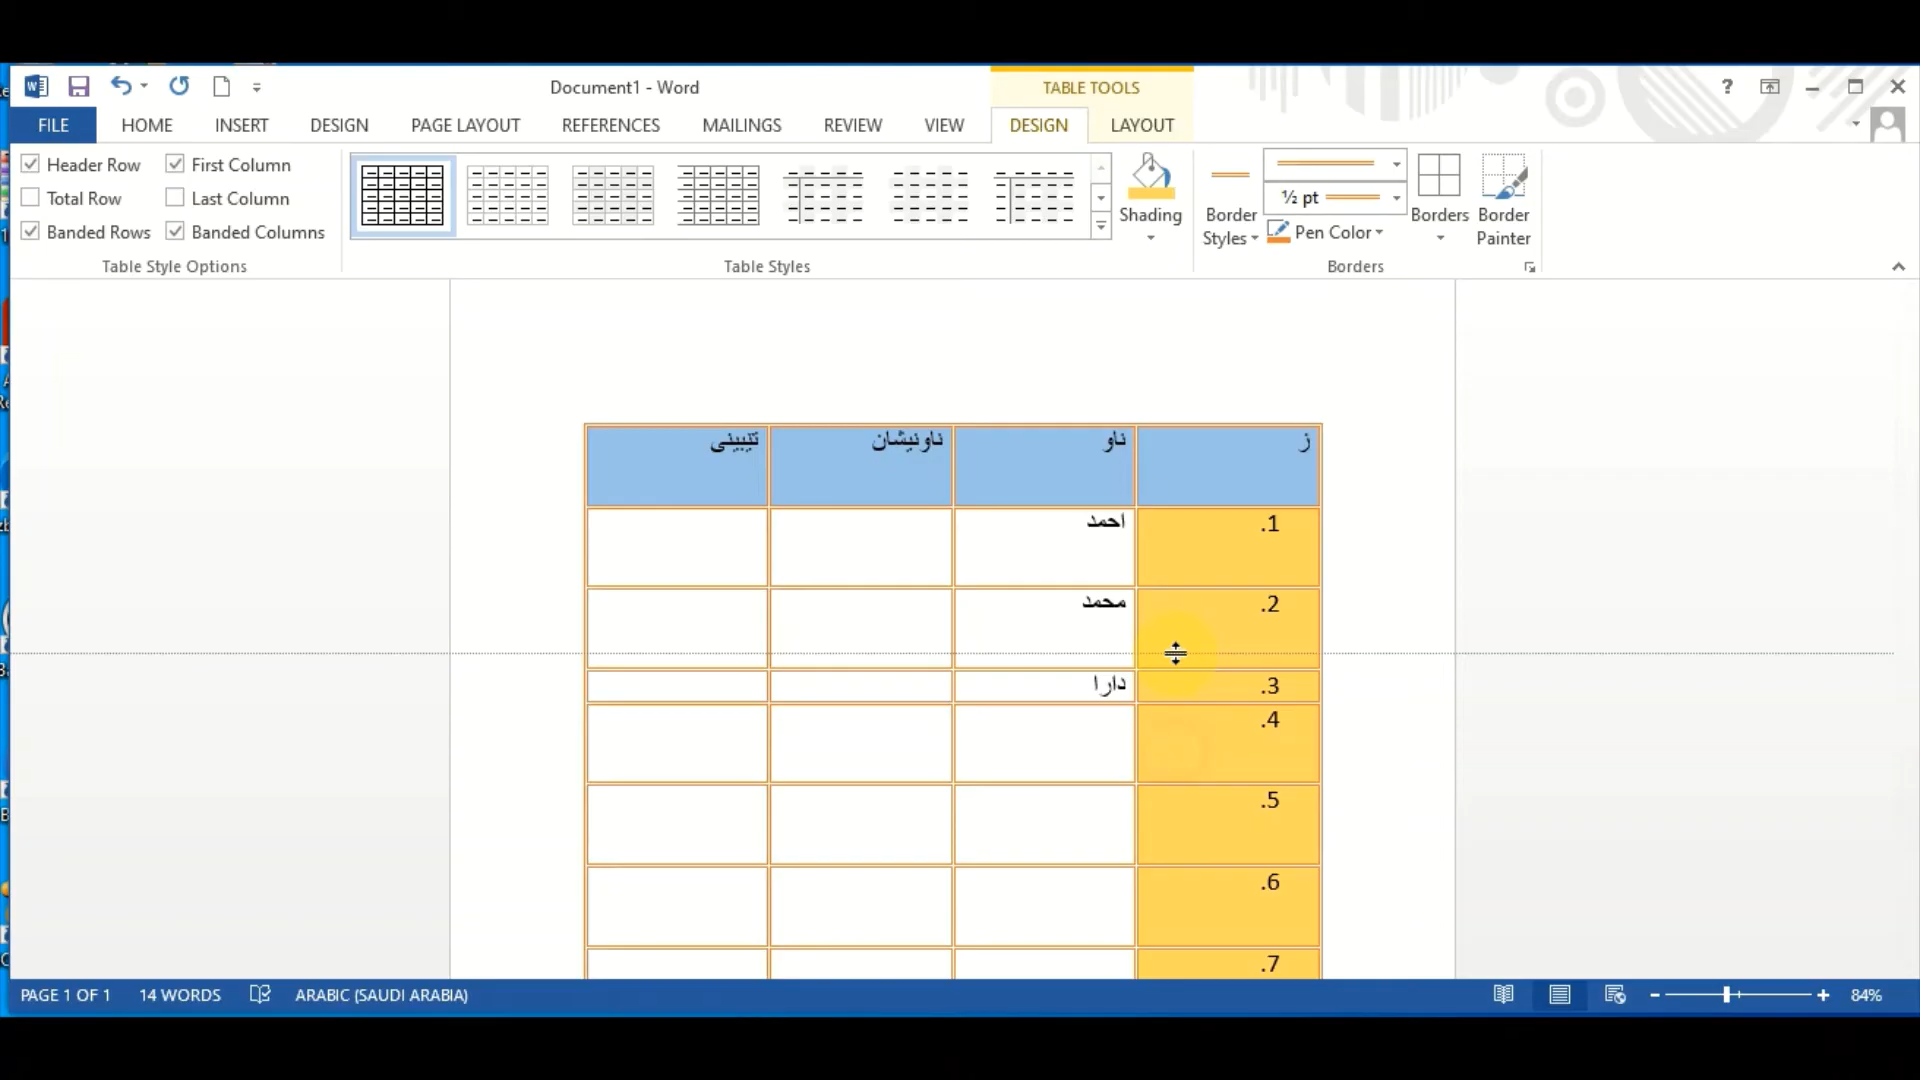 Document1 - Word
TABLE TOOLS
?
FILE
HOME
INSERT
DESIGN
PAGE LAYOUT
REFERENCES
MAILINGS
REVIEW
VIEW
DESIGN
LAYOUT
Header Row
First Column
Total Row
Last Column
Banded Rows
Banded Columns
Table Style Options
Table Styles
Shading
Border Styles
½ pt
Pen Color
Borders
Border Painter
Borders
ز ناو ناونیشان تێبینی
.1 احمد
.2 محمد
.3 دارا
.4
.5
.6
.7
PAGE 1 OF 1
14 WORDS
ARABIC (SAUDI ARABIA)
84%